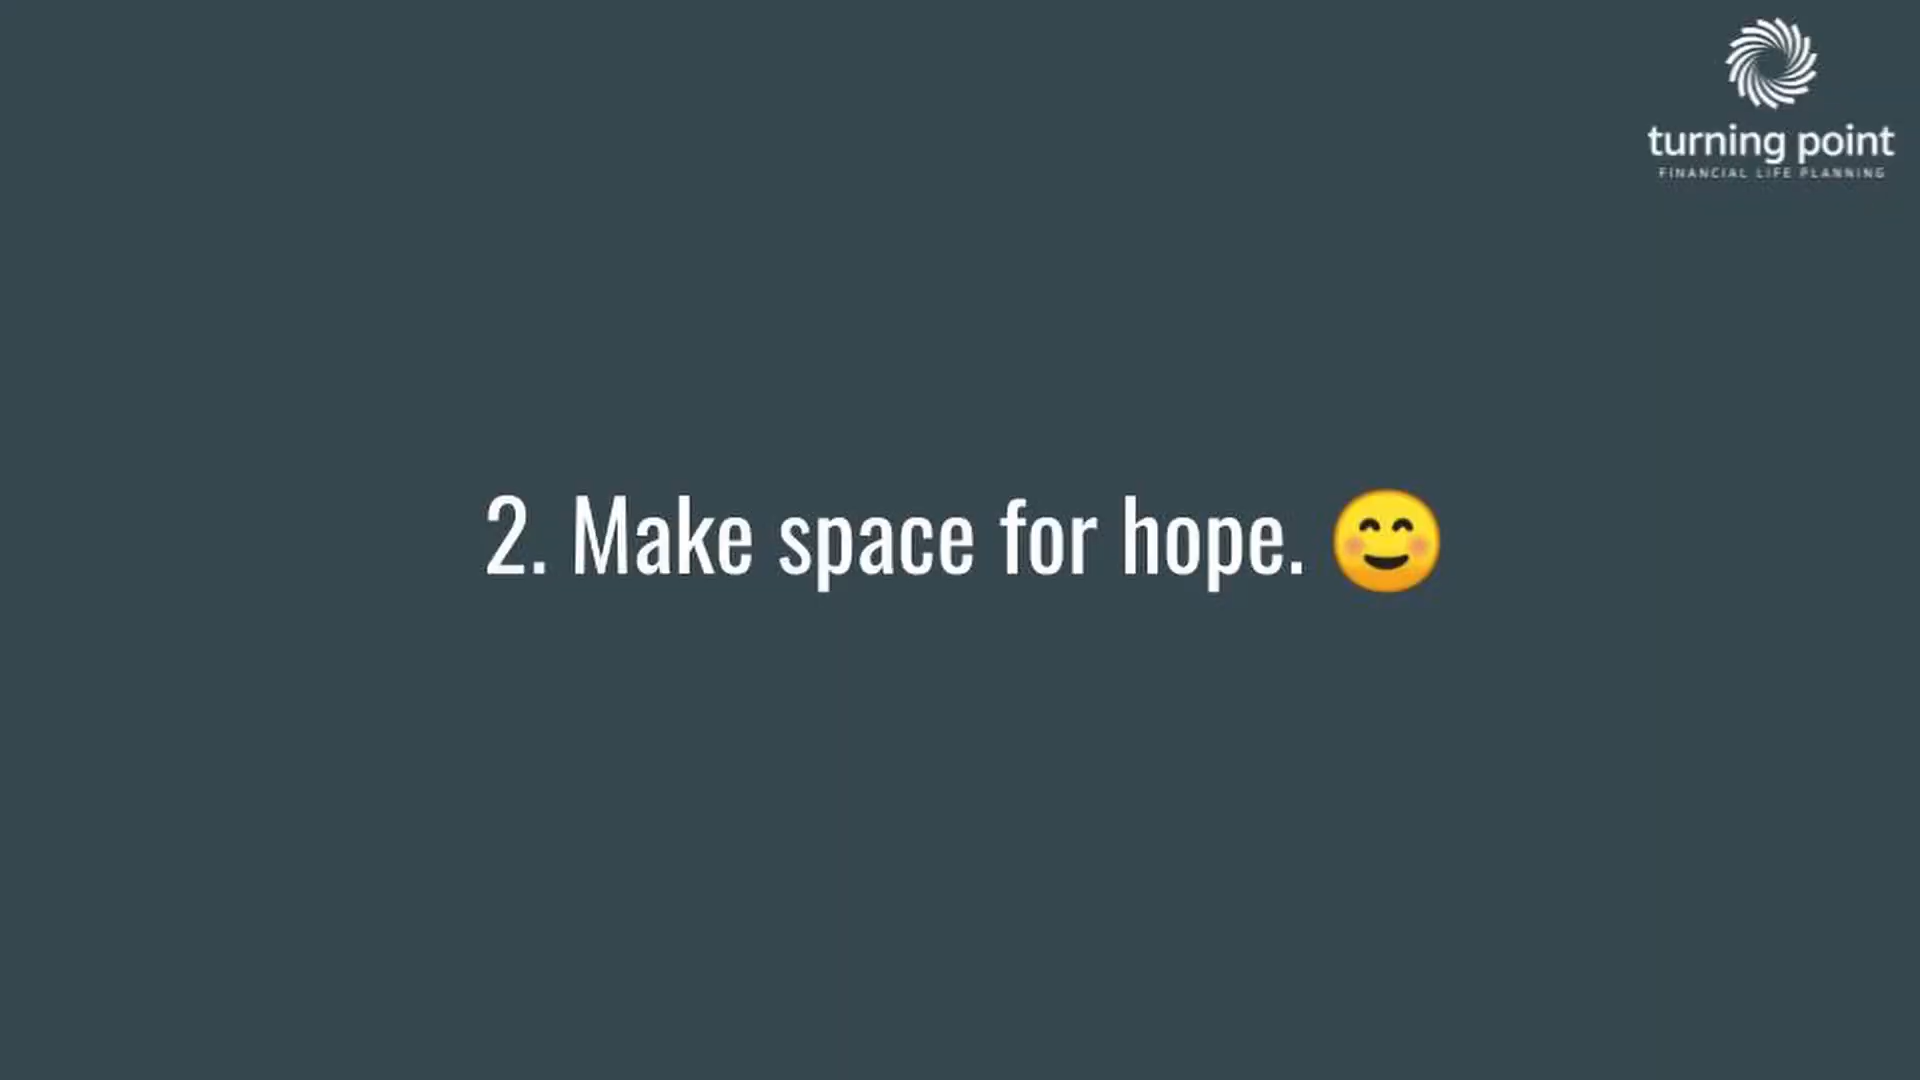 turning point
FINANCIAL LIFE PLANNING
2. Make space for hope. 😊